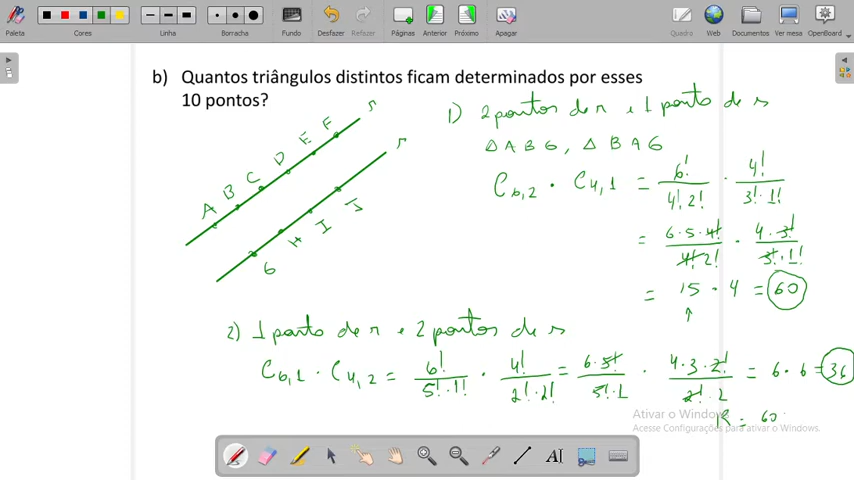 Paleta Cores Linha Borracha Fundo Desfazer Refazer Páginas Anterior Próximo Apagar Quadro Web Documentos Ver mesa OpenBoard
b) Quantos triângulos distintos ficam determinados por esses
10 pontos?
1) 2 pontos de r e 1 ponto de s
Δ A B G, Δ B A G
A B C D E F r
G H I J
C6,2 · C4,1 = 6!/4!·2! · 4!/3!·1!
= 6·5·4!/4!·2! · 4·3!/3!·1!
= 15 · 4 = 60
2) 1 ponto de r e 2 pontos de s
C6,1 · C4,2 = 6!/5!·1! · 4!/2!·2! = 6·5!/5!·1 · 4·3·2!/2!·2 = 6·6 = 36
R = 60
Ativar o Windows
Acesse Configurações para ativar o Windows.